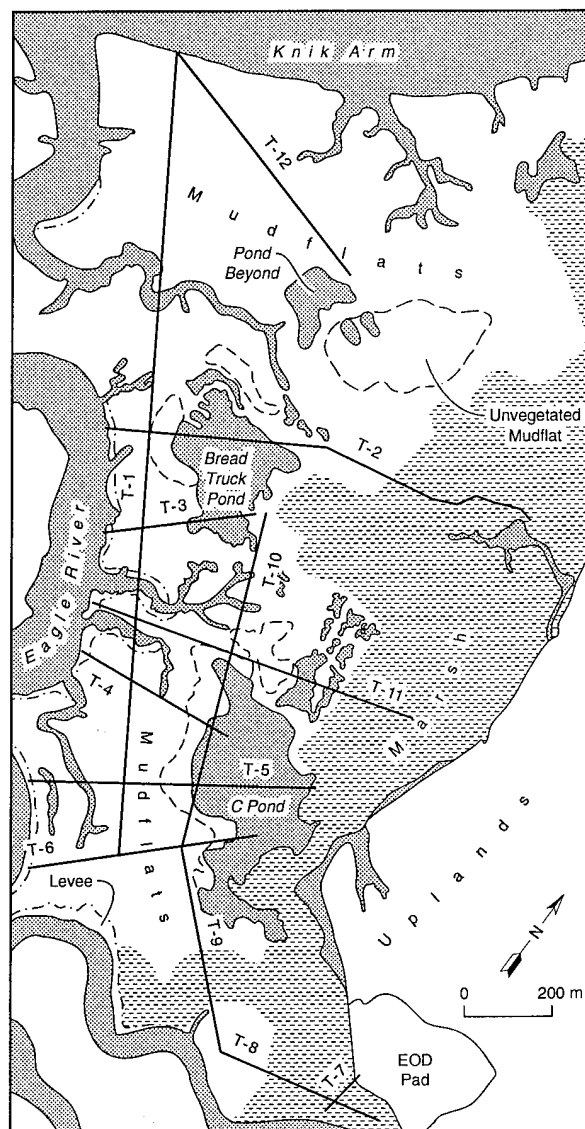 Knik Arm
T-12
Mudflats
Pond
Beyond
Unvegetated
Mudflat
T-2
Bread
Truck
Pond
T-1
T-3
T-10
Eagle River
T-11
Marsh
T-4
T-5
C Pond
Mudflats
T-6
Levee
Uplands
T-9
N
0 200 m
T-8
T-7
EOD
Pad